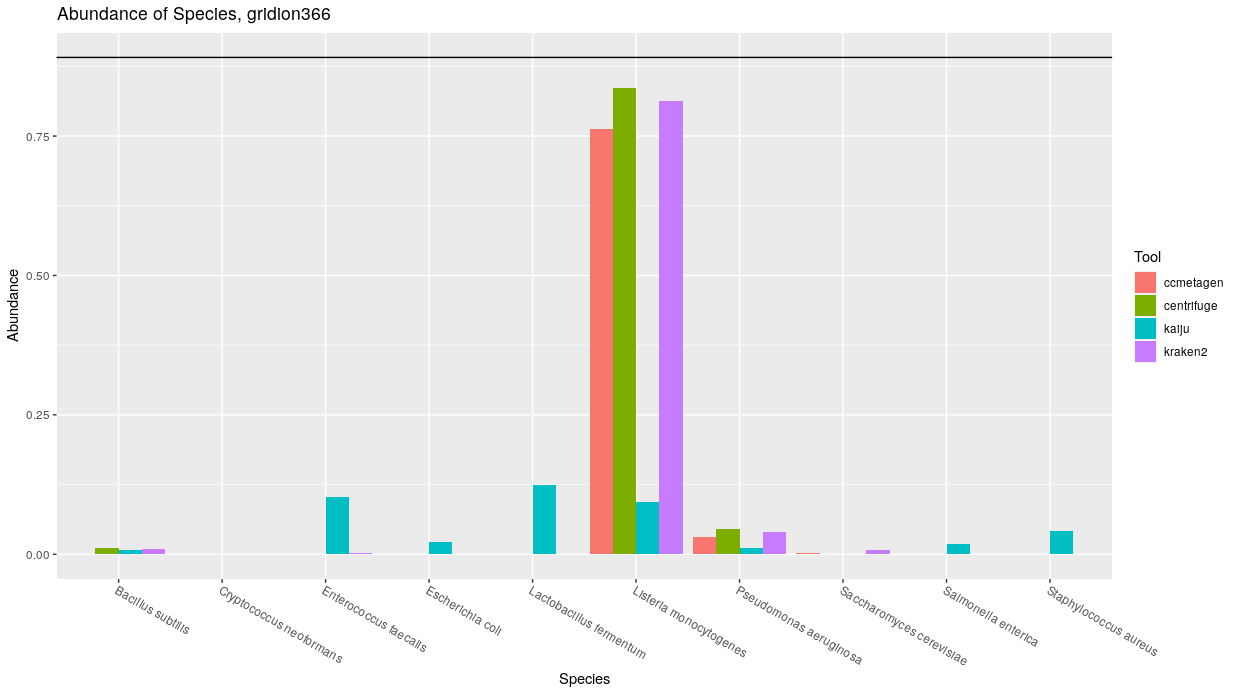 Abundance of Species, gridion366
Abundance
0.75
0.50
0.25
0.00
Bacillus subtilis
Cryptococcus neoformans
Enterococcus faecalis
Escherichia coli
Lactobacillus fermentum
Listeria monocytogenes
Pseudomonas aeruginosa
Saccharomyces cerevisiae
Salmonella enterica
Staphylococcus aureus
Species
Tool
ccmetagen
centrifuge
kaiju
kraken2